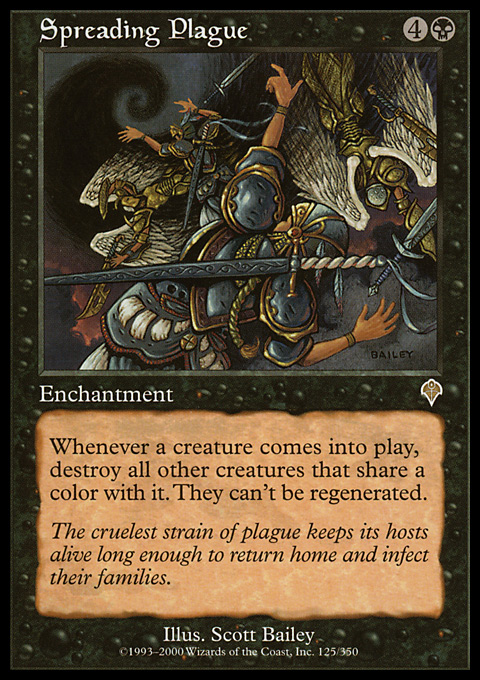 Spreading Plague 4
BAILEY
Enchantment
Whenever a creature comes into play,
destroy all other creatures that share a
color with it. They can't be regenerated.
The cruelest strain of plague keeps its hosts
alive long enough to return home and infect
their families.
Illus. Scott Bailey
©1993–2000 Wizards of the Coast, Inc. 125/350